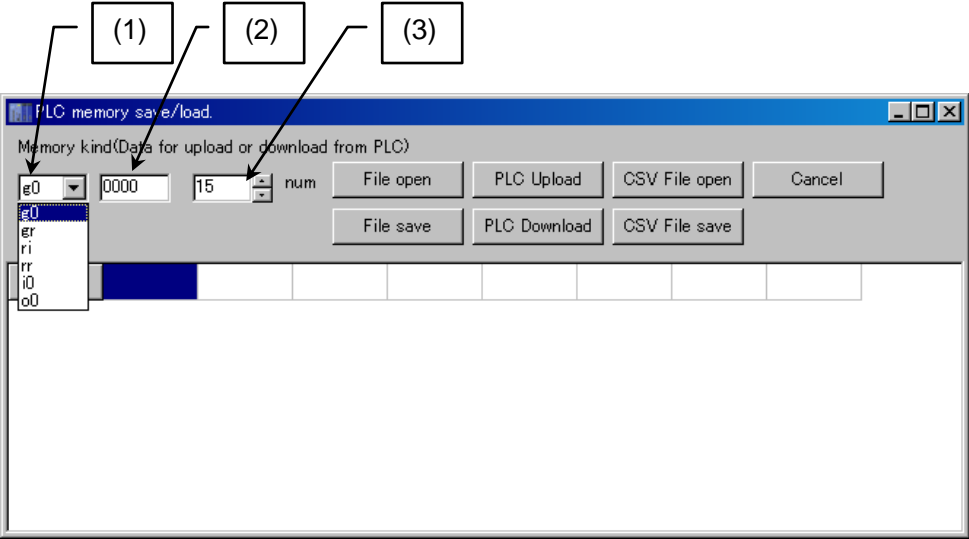 (1) (2) (3)
PLC memory save/load.
Memory kind(Data for upload or download from PLC)
g0 0000 15 num File open PLC Upload CSV File open Cancel
g0
gr File save PLC Download CSV File save
ri
rr
i0
o0